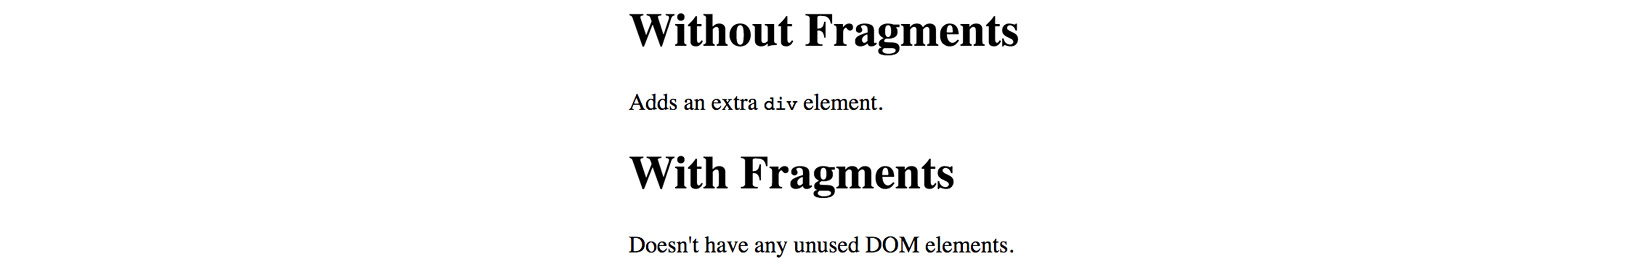 Without Fragments
Adds an extra div element.
With Fragments
Doesn't have any unused DOM elements.